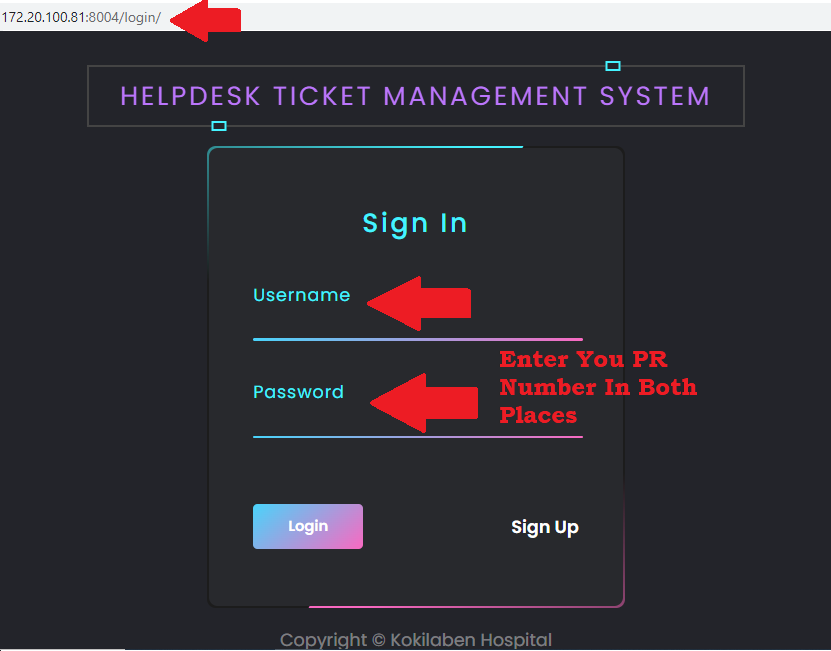 172.20.100.81:8004/login/
HELPDESK TICKET MANAGEMENT SYSTEM
Sign In
Username
Enter You PR
Number In Both
Places
Password
Login
Sign Up
Copyright © Kokilaben Hospital